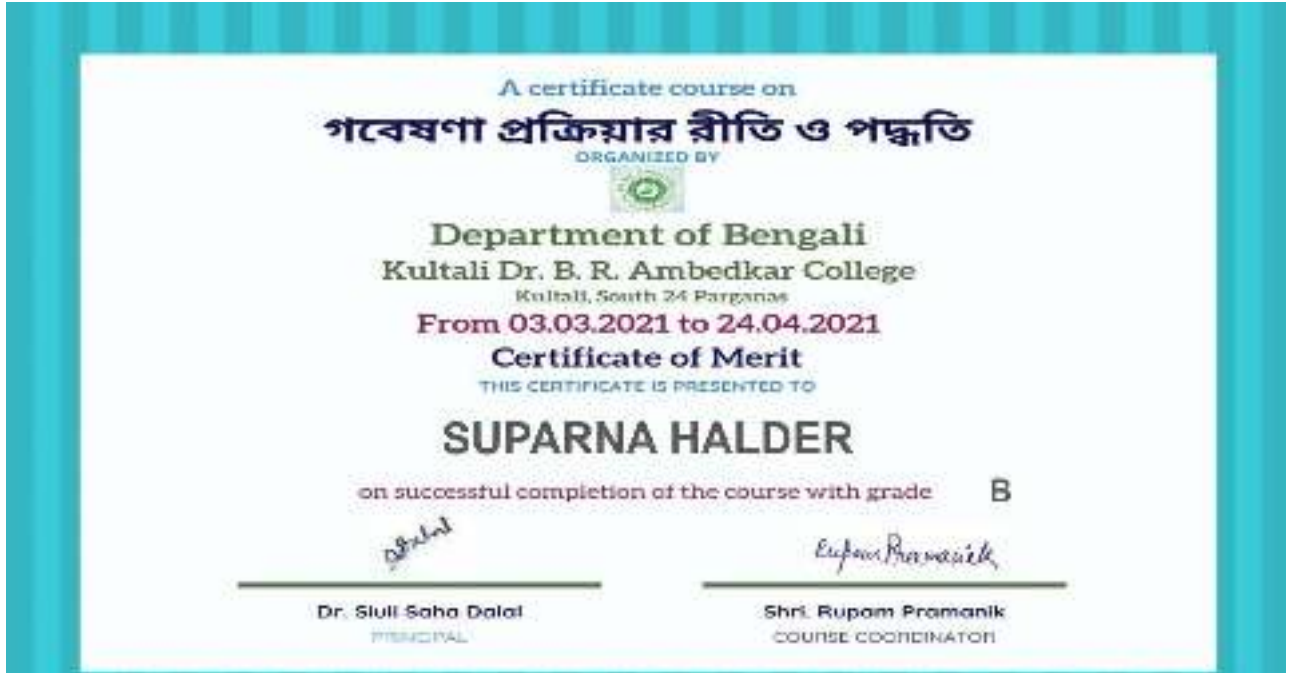 A certificate course on
গবেষণা প্রক্রিয়ার রীতি ও পদ্ধতি
ORGANIZED BY
Department of Bengali
Kultali Dr. B. R. Ambedkar College
Kultali, South 24 Parganas
From 03.03.2021 to 24.04.2021
Certificate of Merit
THIS CERTIFICATE IS PRESENTED TO
SUPARNA HALDER
on successful completion of the course with grade B
Rupam Pramanik
Dr. Siuli Saha Dalal Shri. Rupam Pramanik
PRINCIPAL COURSE COORDINATOR